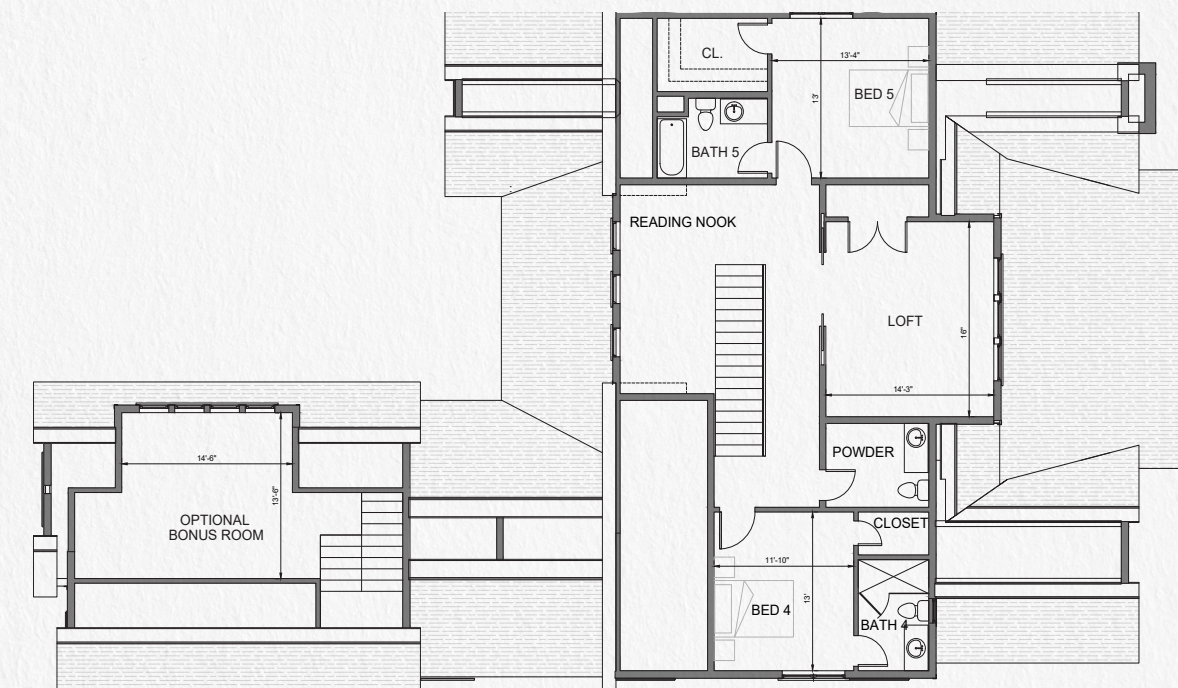 CL.
13'-4"
13'
BED 5
BATH 5
READING NOOK
LOFT
16"
14'-3"
14'-6"
13'-6"
OPTIONAL
BONUS ROOM
POWDER
CLOSET
11'-10"
13'
BED 4
BATH 4